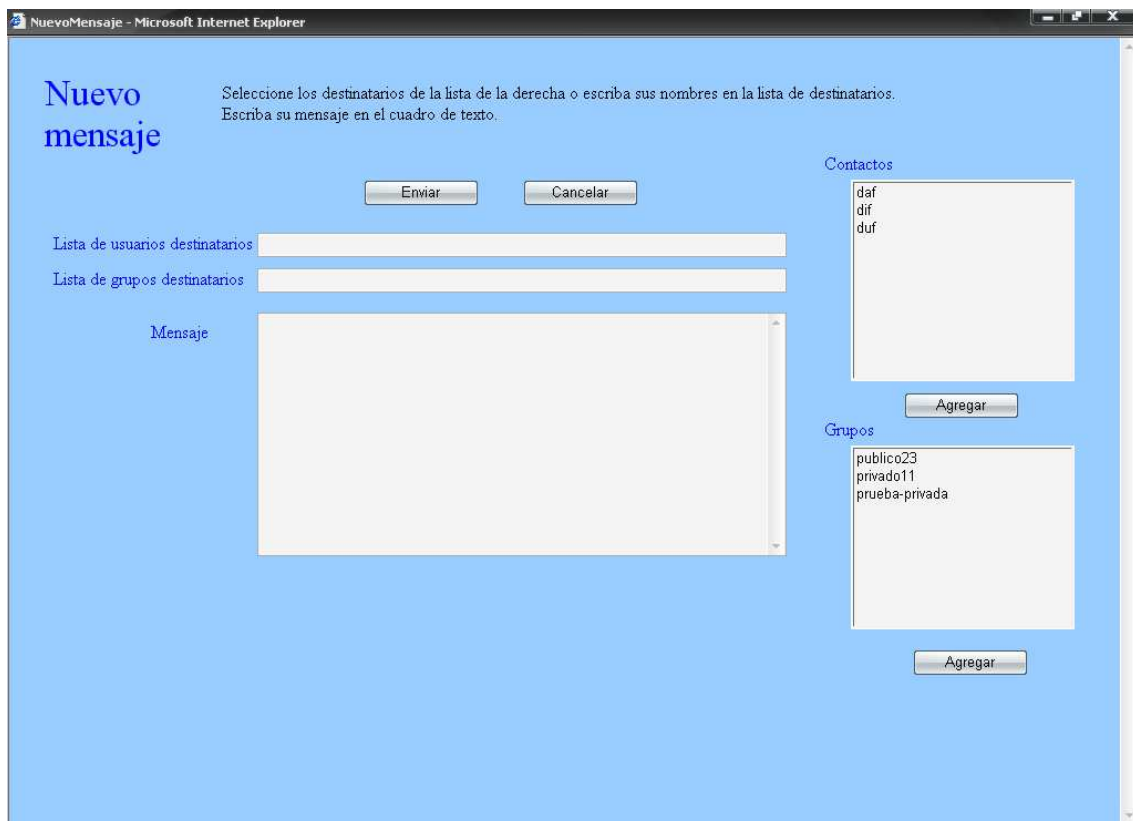 NuevoMensaje - Microsoft Internet Explorer
Nuevo
mensaje
Seleccione los destinatarios de la lista de la derecha o escriba sus nombres en la lista de destinatarios.
Escriba su mensaje en el cuadro de texto.
Enviar
Cancelar
Lista de usuarios destinatarios
Lista de grupos destinatarios
Mensaje
Contactos
daf
dif
duf
Agregar
Grupos
publico23
privado11
prueba-privada
Agregar